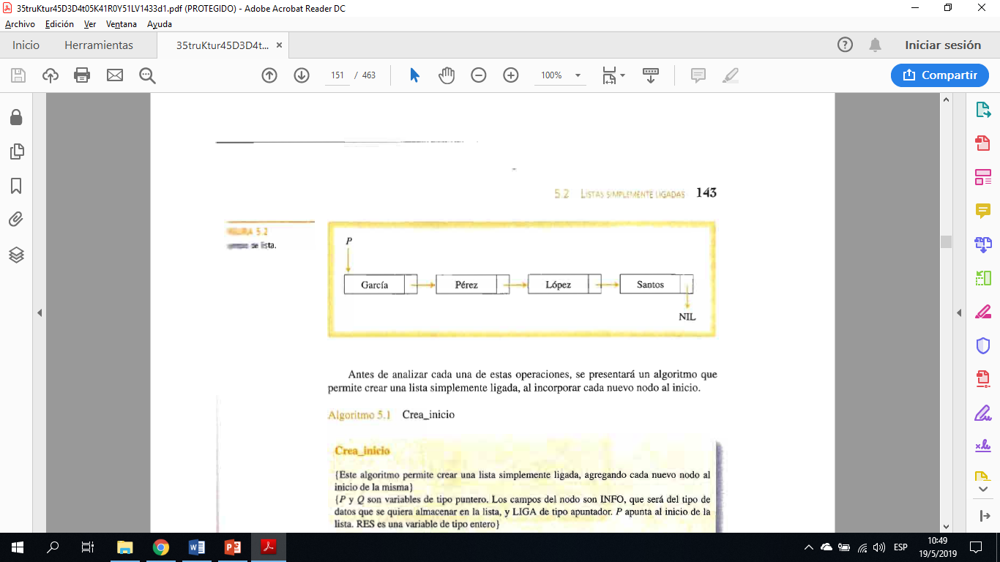 35truKtur45D3D4t05K41R0Y51LV1433d1.pdf (PROTEGIDO) - Adobe Acrobat Reader DC
Archivo Edición Ver Ventana Ayuda
Inicio Herramientas 35truKtur45D3D4t...
Iniciar sesión
151 / 463 100% Compartir
5.2 LISTAS SIMPLEMENTE LIGADAS 143
5.2
de lista.
P
García Pérez López Santos
NIL
Antes de analizar cada una de estas operaciones, se presentará un algoritmo que
permite crear una lista simplemente ligada, al incorporar cada nuevo nodo al inicio.
Algoritmo 5.1 Crea_inicio
Crea_inicio
{Este algoritmo permite crear una lista simplemente ligada, agregando cada nuevo nodo al
inicio de la misma}
{P y Q son variables de tipo puntero. Los campos del nodo son INFO, que será del tipo de
datos que se quiera almacenar en la lista, y LIGA de tipo apuntador. P apunta al inicio de la
lista. RES es una variable de tipo entero}
ESP
10:49
19/5/2019